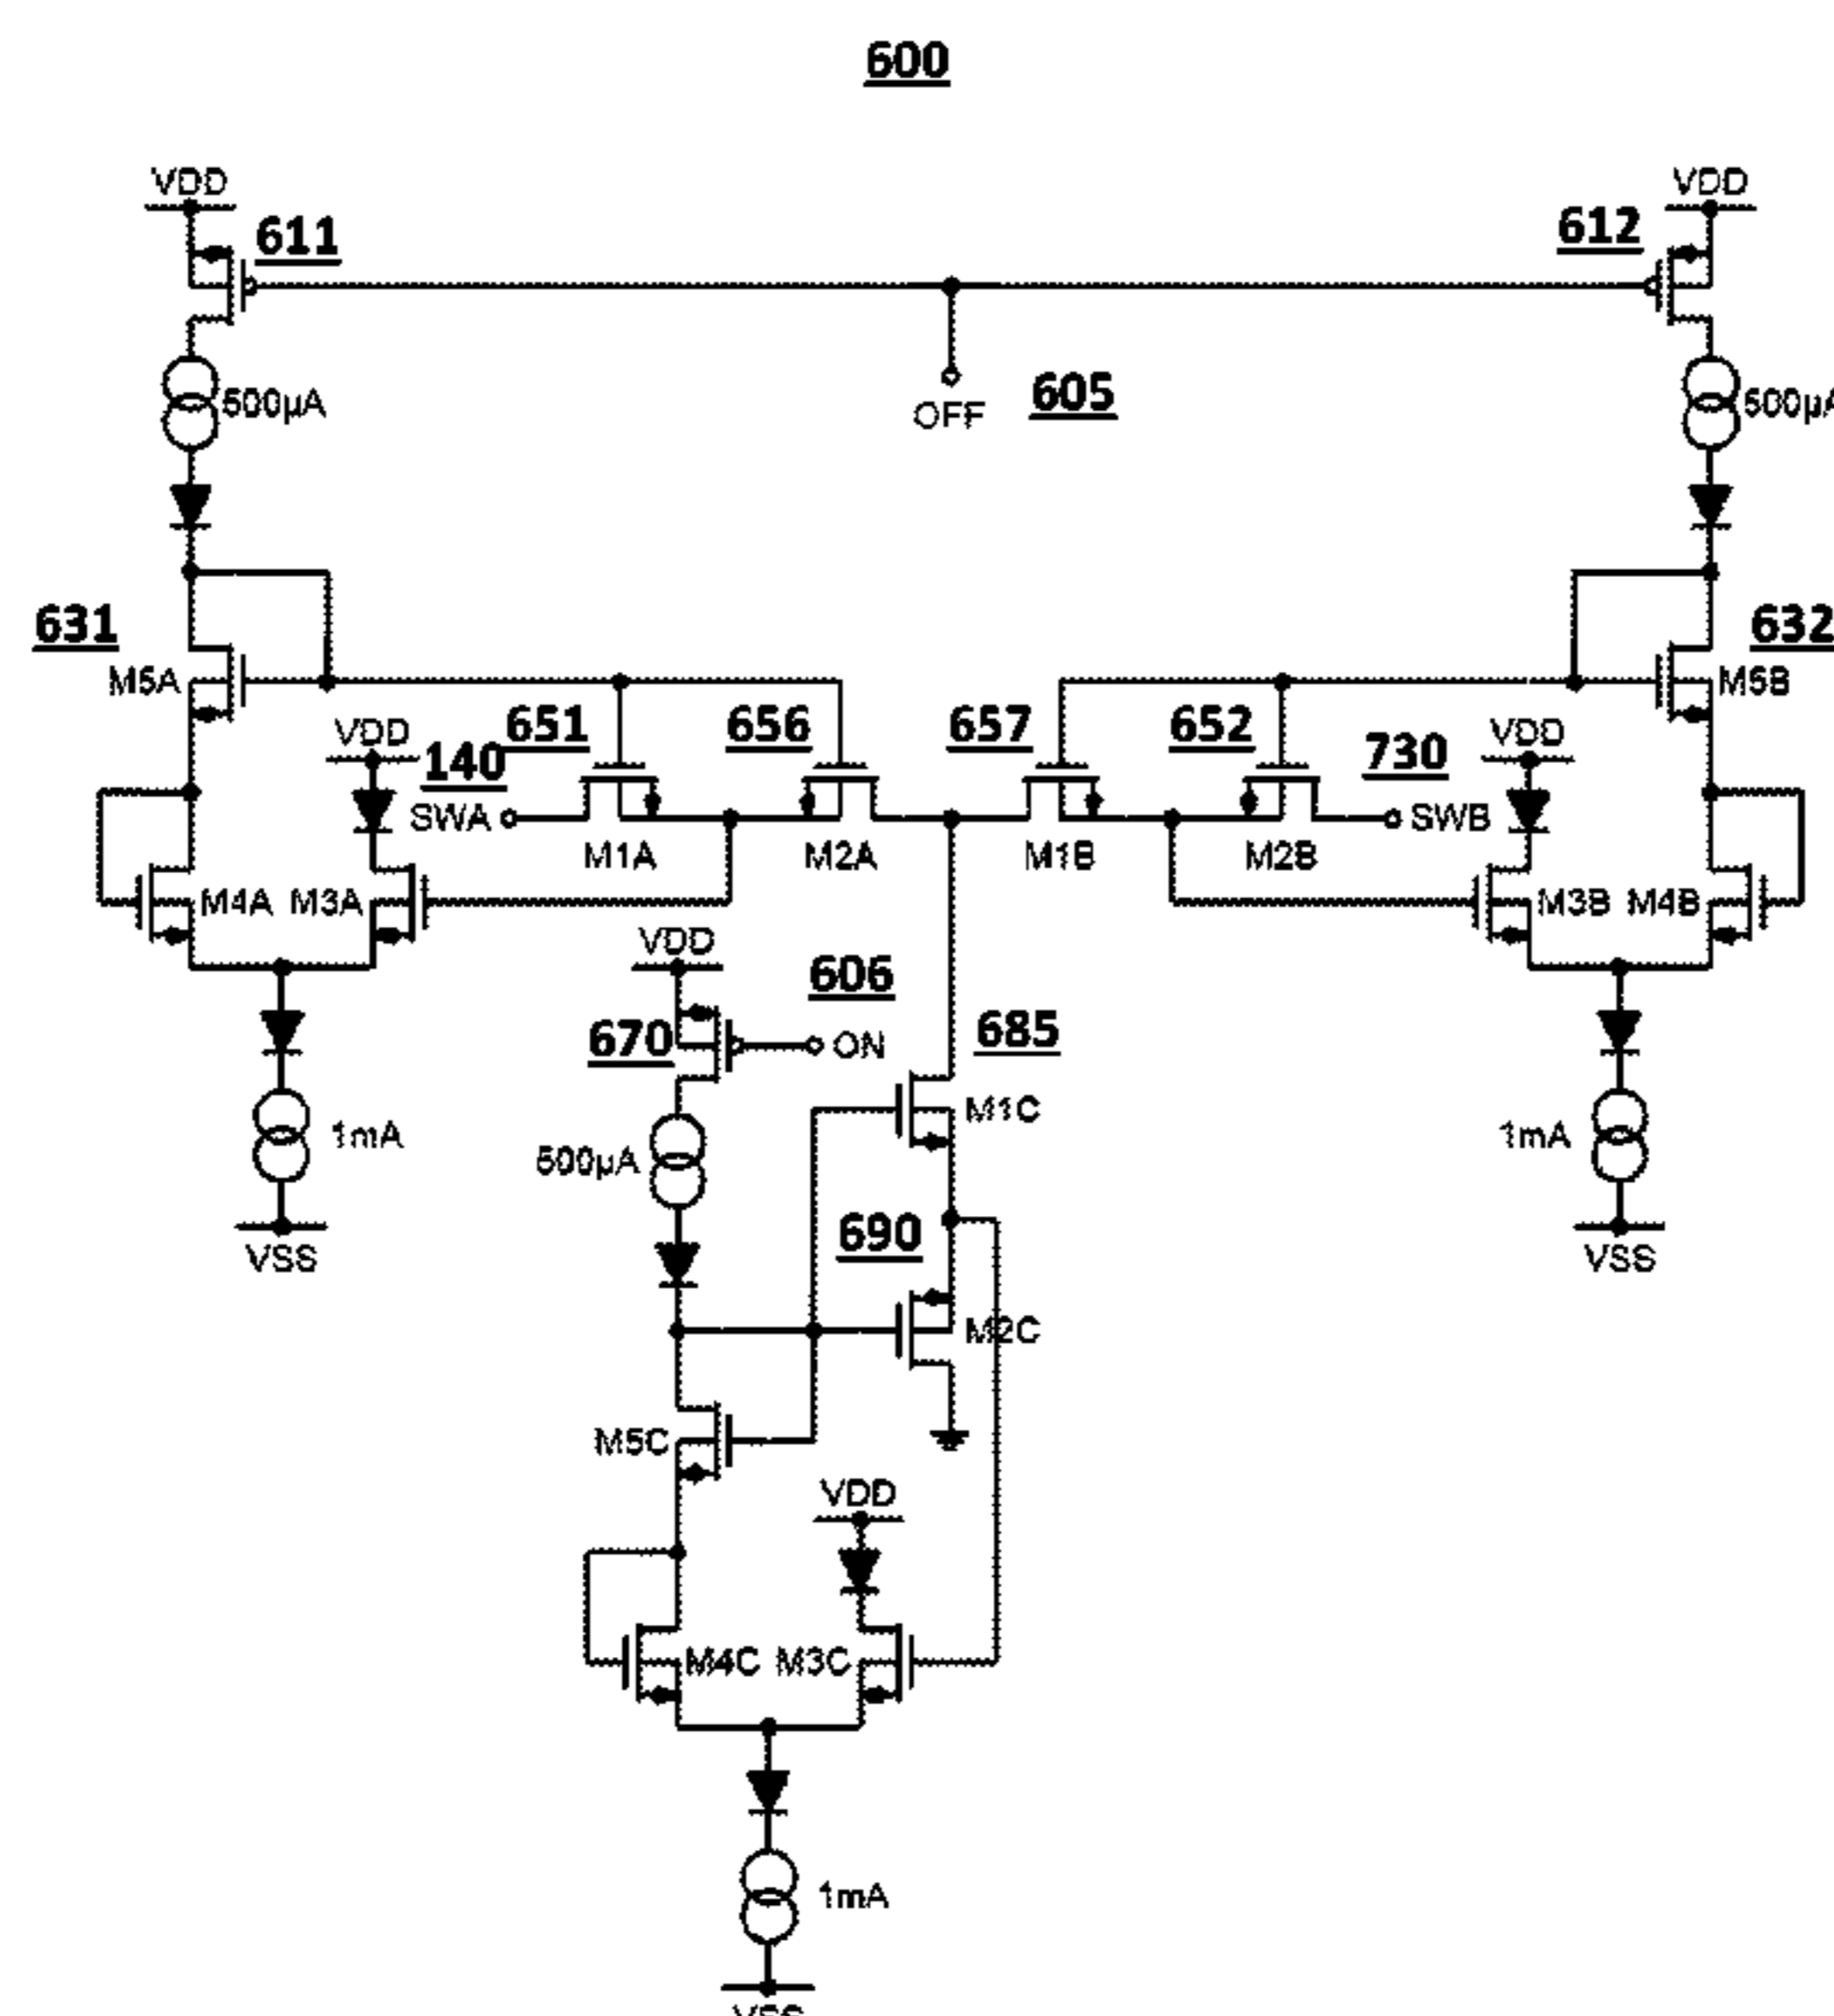 600
VDD
VDD
611
612
500µA
OFF
605
500µA
631
632
M5A
M5B
VDD
140
651
656
657
652
730
VDD
SWA
M1A
M2A
M1B
M2B
SWB
M4A
M3A
M3B
M4B
VDD
606
670
ON
685
M1C
1mA
500µA
1mA
VSS
690
VSS
M2C
M5C
VDD
M4C
M3C
1mA
VSS